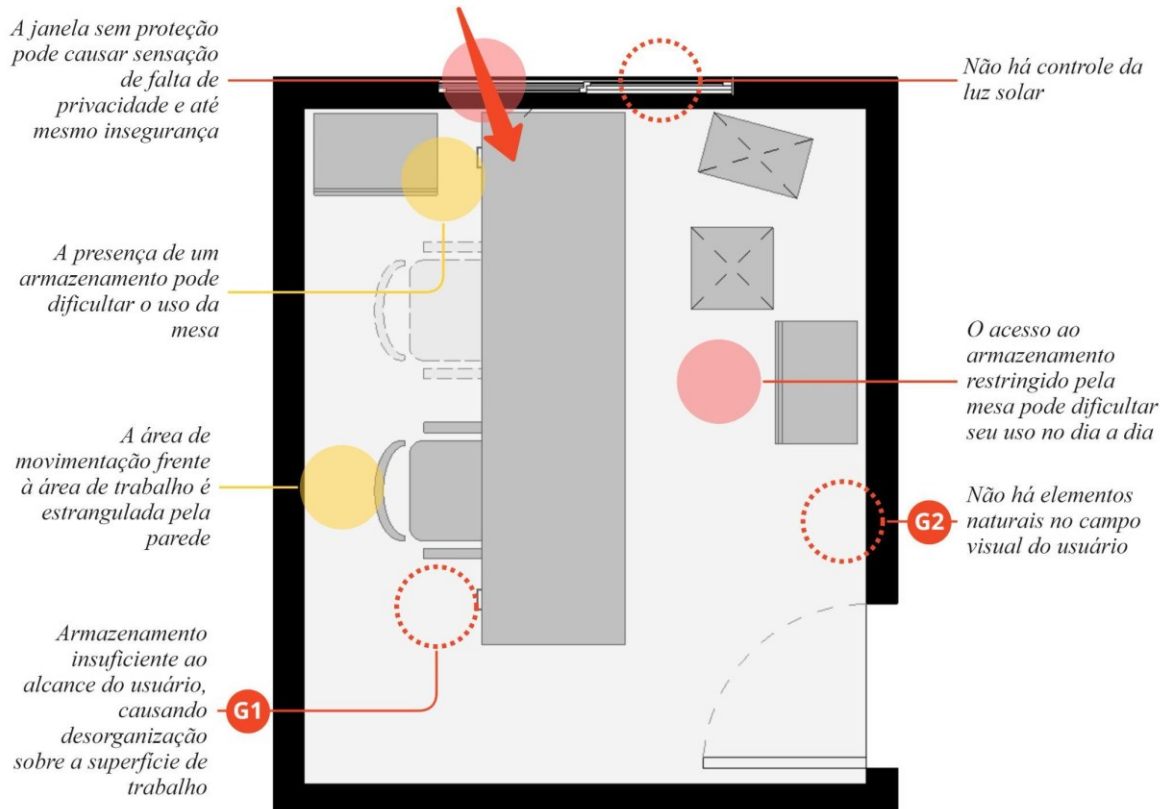 A janela sem proteção
pode causar sensação
de falta de
privacidade e até
mesmo insegurança
Não há controle da
luz solar
A presença de um
armazenamento pode
dificultar o uso da
mesa
O acesso ao
armazenamento
restringido pela
mesa pode dificultar
seu uso no dia a dia
A área de
movimentação frente
à área de trabalho é
estrangulada pela
parede
G2
Não há elementos
naturais no campo
visual do usuário
Armazenamento
insuficiente ao
alcance do usuário,
causando
desorganização
sobre a superfície de
trabalho
G1